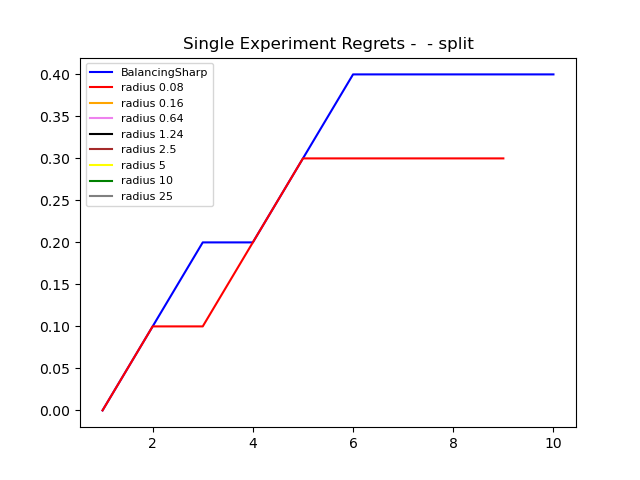 Single Experiment Regrets -  - split
0.40
0.35
0.30
0.25
0.20
0.15
0.10
0.05
0.00
BalancingSharp
radius 0.08
radius 0.16
radius 0.64
radius 1.24
radius 2.5
radius 5
radius 10
radius 25
2 4 6 8 10